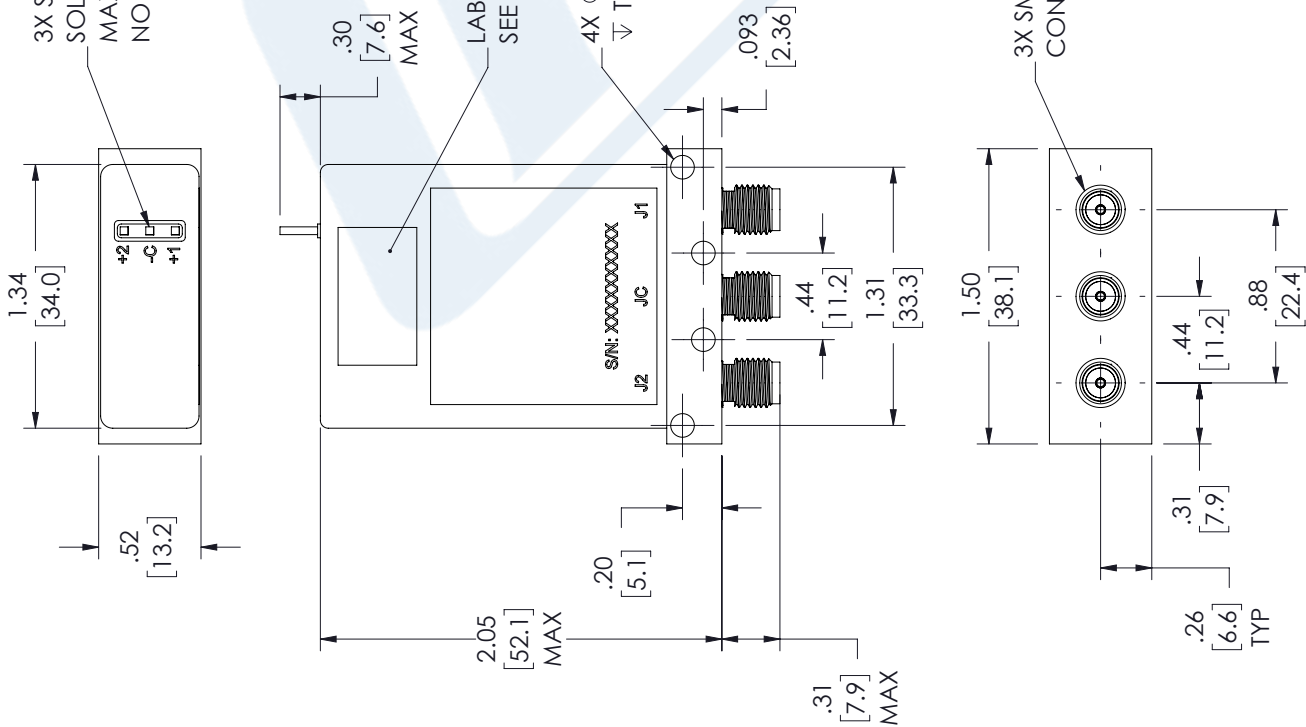 3X S
SOL
MAX
NO
1.34
[34.0]
+2
-C
+1
.52
[13.2]
.30
[7.6]
MAX
LAB
SEE
4X
T
.093
[2.36]
S/N: XXXXXXXXXX
J2
JC
J1
2.05
[52.1]
MAX
.20
[5.1]
.44
[11.2]
1.31
[33.3]
.31
[7.9]
MAX
3X SM
CON
1.50
[38.1]
.44
[11.2]
.88
[22.4]
.31
[7.9]
.26
[6.6]
TYP